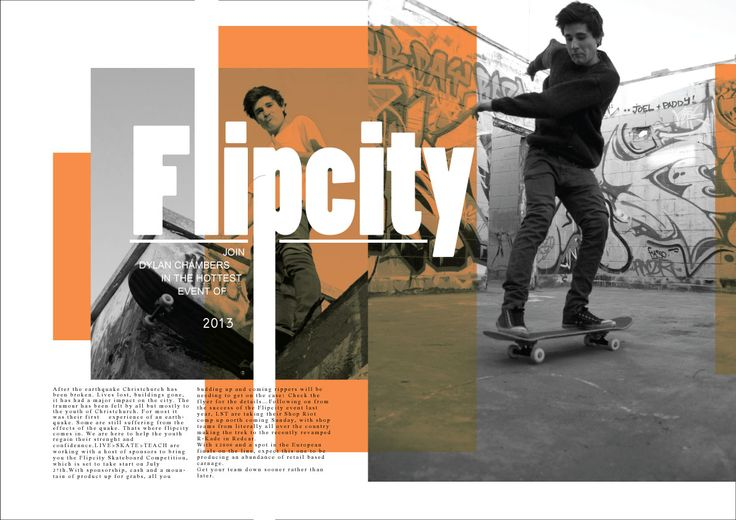 Flipcity
JOIN
DYLAN CHAMBERS
IN THE HOTTEST
EVENT OF
2013
JOEL + PADDY!
After the earthquake Christchurch has
been broken. Lives lost, buildings gone,
it has had a major impact on the city. The
trumour has been felt by all but mostly to
the youth of Christchurch. For most it
was their first experience of an earth-
quake. Some are still suffering from the
effects of the quake. Thats where flipcity
comes in. We are here to help the youth
regain their strenght and
confideence.LIVE>SKATE>TEACH are
working with a host of sponsors to bring
you the Flipcity Skateboard Competition,
which is set to take start on July
With sponsorship, cash and a moun-
tain of product up for grabs, all you
budding up and coming rippers will be
needing to get on the case! Check the
flyer for the details...Following on from
the success of the Flipcity event last
year, LST are taking their Shop Riot
comp up north coming Sunday, with shop
teams from literally all over the country
making the trek to the recently revamped
R-Kade in Redcar.
With and a spot in the European
finals on the line, expect this one to be
producing an abundance of retail based
carnage.
Get your team down sooner rather than
later.